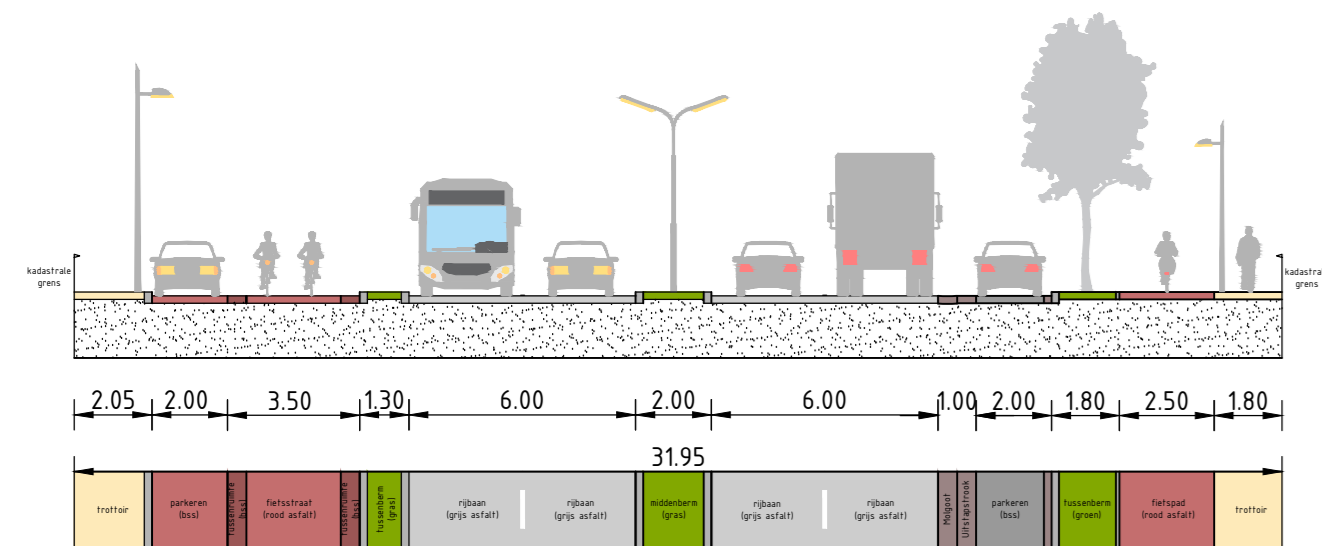 kadastrale
grens
kadastral
grens
2.05
2.00
3.50
1.30
6.00
2.00
6.00
1.00
2.00
1.80
2.50
1.80
31.95
trottoir
parkeren
(bss)
tussenruimte
(bss)
fietsstraat
(rood asfalt)
tussenruimte
(bss)
tussenberm
(gras)
rijbaan
(grijs asfalt)
rijbaan
(grijs asfalt)
middenberm
(gras)
rijbaan
(grijs asfalt)
rijbaan
(grijs asfalt)
Molgoot
Uitstapstrook
parkeren
(bss)
tussenberm
(groen)
fietspad
(rood asfalt)
trottoir